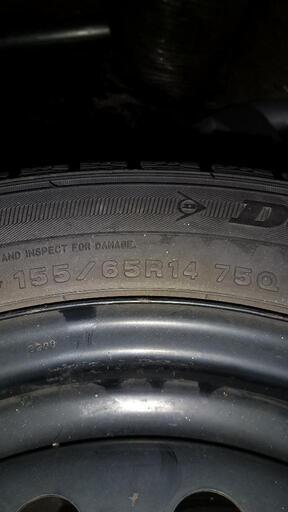 D
AND INSPECT FOR DAMAGE.
155/65R14 75Q